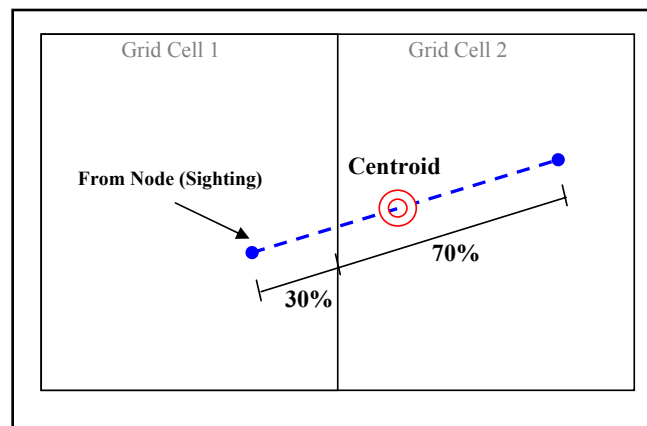 Grid Cell 1
Grid Cell 2
Centroid
From Node (Sighting)
70%
30%